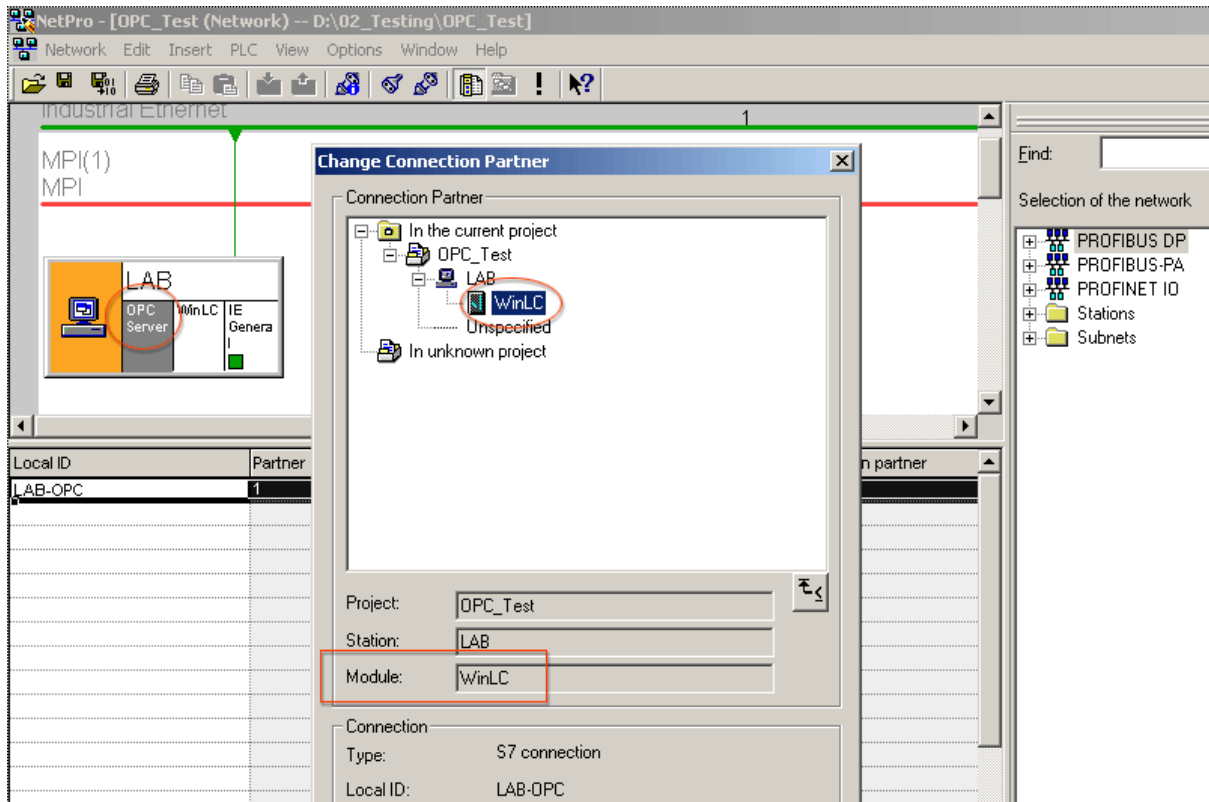 NetPro - [OPC_Test (Network) -- D:\02_Testing\OPC_Test]
Network Edit Insert PLC View Options Window Help
Industrial Ethernet
1
MPI(1)
MPI
LAB
OPC Server
WinLC
IE Genera l
Change Connection Partner
Connection Partner
In the current project
OPC_Test
LAB
WinLC
Unspecified
In unknown project
Project: OPC_Test
Station: LAB
Module: WinLC
Connection
Type: S7 connection
Local ID: LAB-OPC
Find:
Selection of the network
PROFIBUS DP
PROFIBUS-PA
PROFINET IO
Stations
Subnets
Local ID Partner n partner
LAB-OPC 1